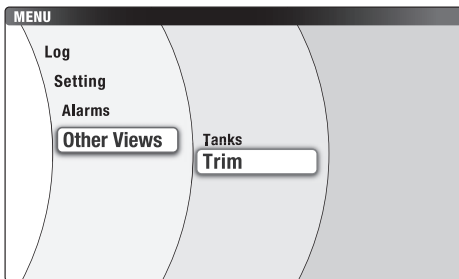 MENU
Log
Setting
Alarms
Other Views
Tanks
Trim